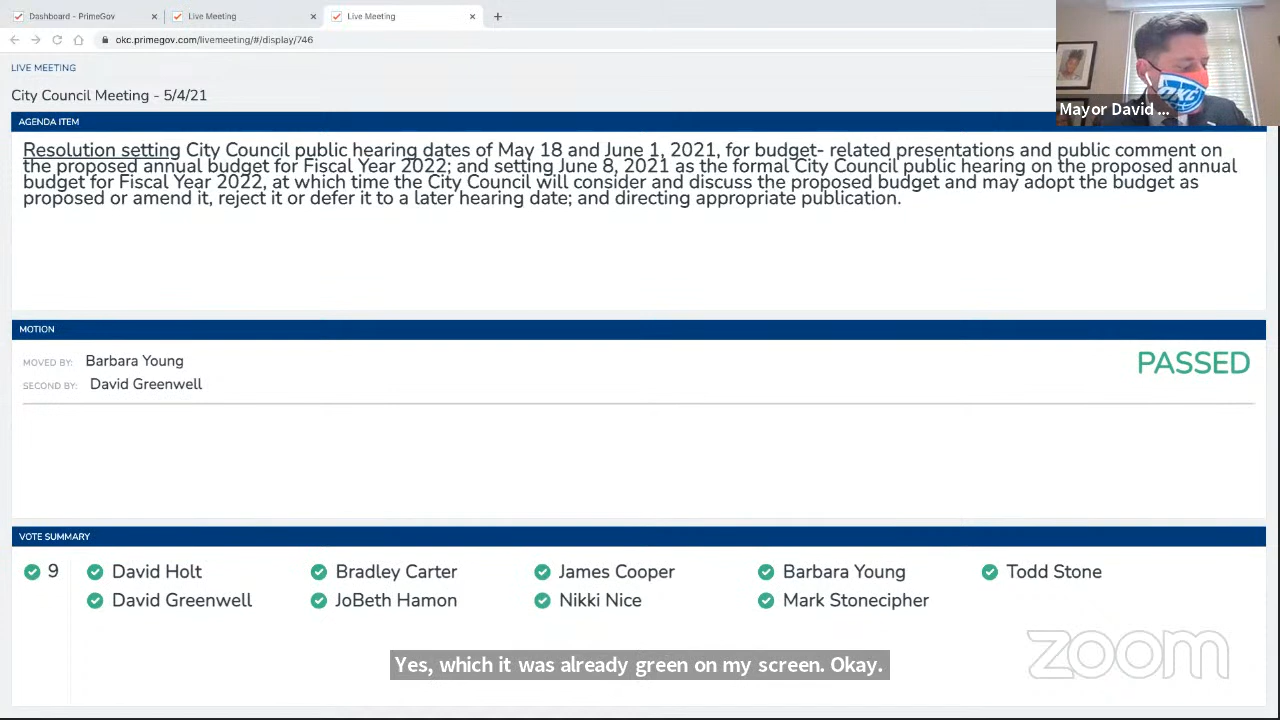 Dashboard - PrimeGov
Live Meeting
Live Meeting
okc.primegov.com/livemeeting/#/display/746
LIVE MEETING
City Council Meeting - 5/4/21
AGENDA ITEM
Resolution setting City Council public hearing dates of May 18 and June 1, 2021, for budget- related presentations and public comment on
the proposed annual budget for Fiscal Year 2022; and setting June 8, 2021 as the formal City Council public hearing on the proposed annual
budget for Fiscal Year 2022, at which time the City Council will consider and discuss the proposed budget and may adopt the budget as
proposed or amend it, reject it or defer it to a later hearing date; and directing appropriate publication.
OKC
Mayor David ...
MOTION
MOVED BY: Barbara Young
SECOND BY: David Greenwell
PASSED
VOTE SUMMARY
9 David Holt Bradley Carter James Cooper Barbara Young Todd Stone
David Greenwell JoBeth Hamon Nikki Nice Mark Stonecipher
Yes, which it was already green on my screen. Okay.
zoom